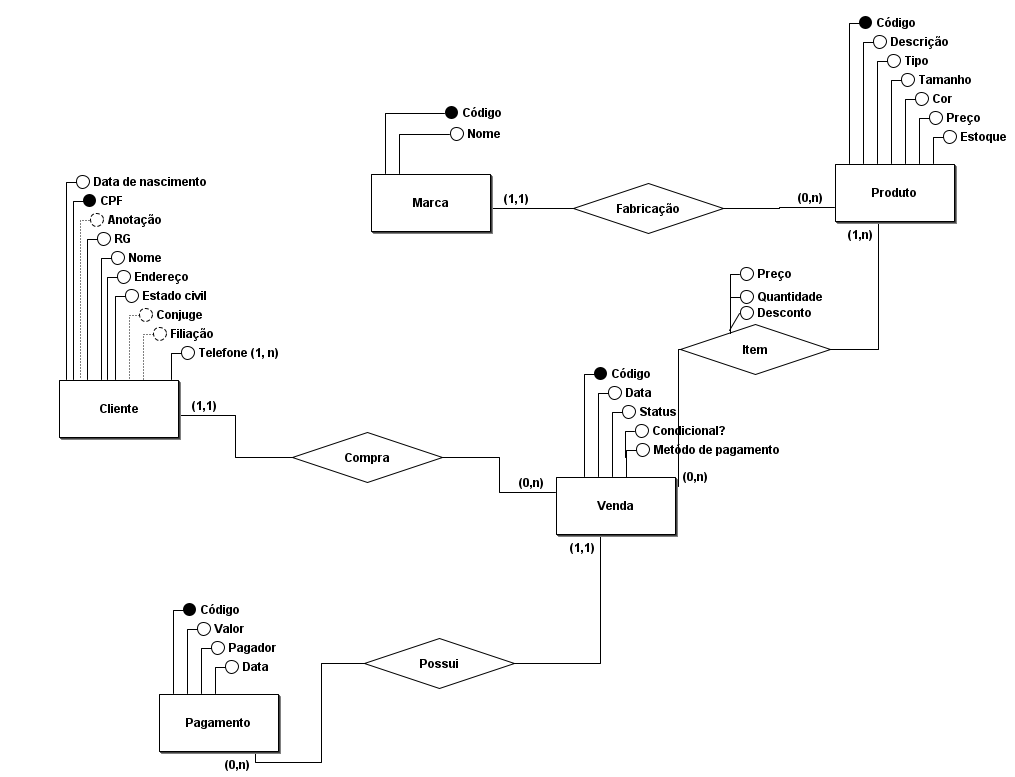 Código
Descrição
Tipo
Tamanho
Cor
Preço
Estoque
Produto
(0,n)
(1,n)
Código
Nome
Marca
(1,1)
Fabricação
Data de nascimento
CPF
Anotação
RG
Nome
Endereço
Estado civil
Conjuge
Filiação
Telefone (1, n)
Cliente
(1,1)
Compra
(0,n)
Preço
Quantidade
Desconto
Item
Código
Data
Status
Condicional?
Metódo de pagamento
Venda
(0,n)
(1,1)
Código
Valor
Pagador
Data
Pagamento
(0,n)
Possui